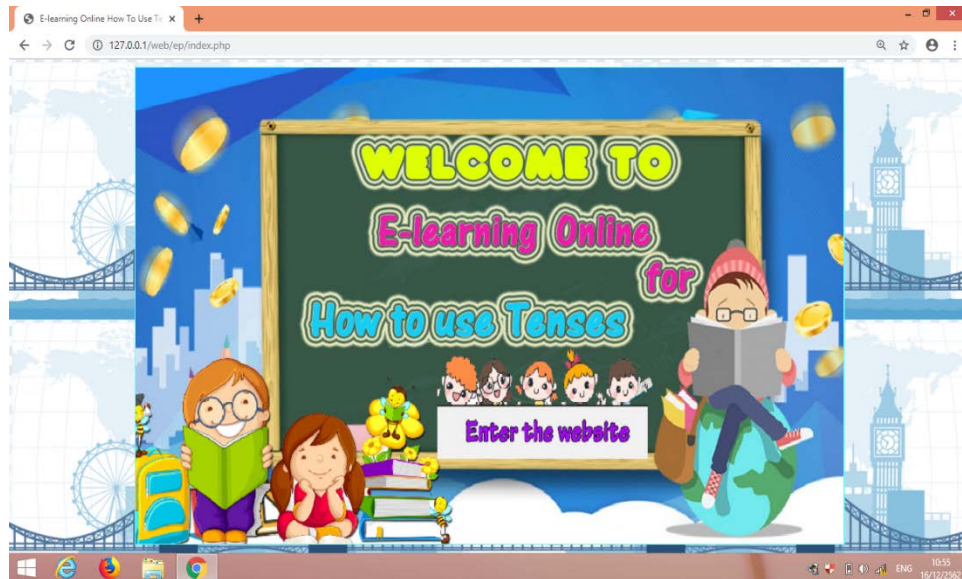 E-learning Online How To Use Te
127.0.0.1/web/ep/index.php
WELCOME TO
E-learning Online
for
How to use Tenses
Enter the website
ENG
10:55
16/12/2562